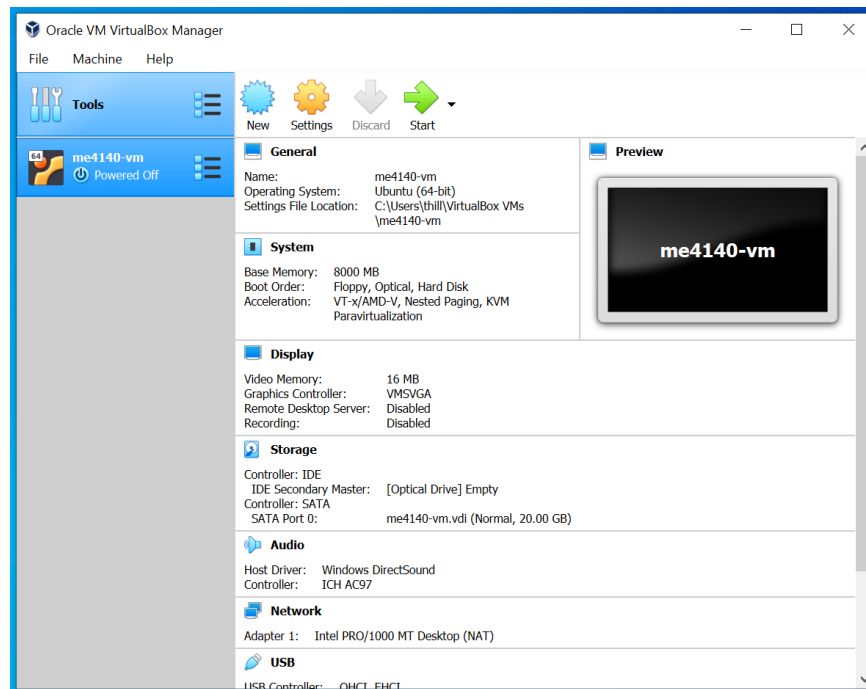 Oracle VM VirtualBox Manager
File Machine Help
Tools
New Settings Discard Start
64
me4140-vm
Powered Off
General
Name: me4140-vm
Operating System: Ubuntu (64-bit)
Settings File Location: C:\Users\thill\VirtualBox VMs
\me4140-vm
Preview
me4140-vm
System
Base Memory: 8000 MB
Boot Order: Floppy, Optical, Hard Disk
Acceleration: VT-x/AMD-V, Nested Paging, KVM
Paravirtualization
Display
Video Memory: 16 MB
Graphics Controller: VMSVGA
Remote Desktop Server: Disabled
Recording: Disabled
Storage
Controller: IDE
IDE Secondary Master: [Optical Drive] Empty
Controller: SATA
SATA Port 0: me4140-vm.vdi (Normal, 20.00 GB)
Audio
Host Driver: Windows DirectSound
Controller: ICH AC97
Network
Adapter 1: Intel PRO/1000 MT Desktop (NAT)
USB
USB Controller: OHCI, EHCI